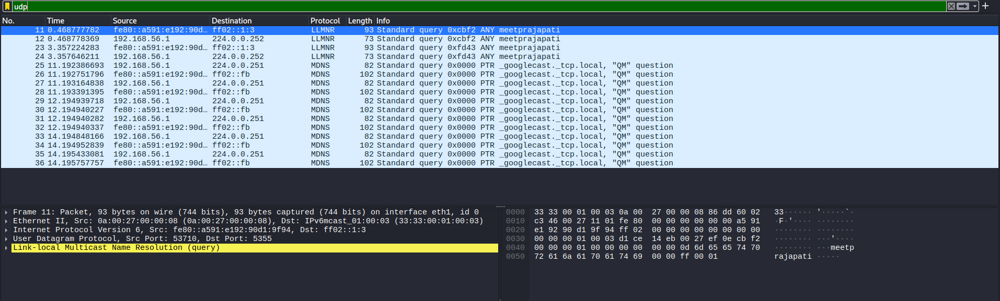 udp
No. Time Source Destination Protocol Length Info
11 0.468777782 fe80::a591:e192:90d… ff02::1:3 LLMNR 93 Standard query 0xcbf2 ANY meetprajapati
12 0.468778369 192.168.56.1 224.0.0.252 LLMNR 73 Standard query 0xcbf2 ANY meetprajapati
23 3.357224283 fe80::a591:e192:90d… ff02::1:3 LLMNR 93 Standard query 0xfd43 ANY meetprajapati
24 3.357646211 192.168.56.1 224.0.0.252 LLMNR 73 Standard query 0xfd43 ANY meetprajapati
25 11.192386693 192.168.56.1 224.0.0.251 MDNS 82 Standard query 0x0000 PTR _googlecast._tcp.local, "QM" question
26 11.192751796 fe80::a591:e192:90d… ff02::fb MDNS 102 Standard query 0x0000 PTR _googlecast._tcp.local, "QM" question
27 11.193164838 192.168.56.1 224.0.0.251 MDNS 82 Standard query 0x0000 PTR _googlecast._tcp.local, "QM" question
28 11.193391395 fe80::a591:e192:90d… ff02::fb MDNS 102 Standard query 0x0000 PTR _googlecast._tcp.local, "QM" question
29 12.194939718 192.168.56.1 224.0.0.251 MDNS 82 Standard query 0x0000 PTR _googlecast._tcp.local, "QM" question
30 12.194940227 fe80::a591:e192:90d… ff02::fb MDNS 102 Standard query 0x0000 PTR _googlecast._tcp.local, "QM" question
31 12.194940282 192.168.56.1 224.0.0.251 MDNS 82 Standard query 0x0000 PTR _googlecast._tcp.local, "QM" question
32 12.194940337 fe80::a591:e192:90d… ff02::fb MDNS 102 Standard query 0x0000 PTR _googlecast._tcp.local, "QM" question
33 14.194848166 192.168.56.1 224.0.0.251 MDNS 82 Standard query 0x0000 PTR _googlecast._tcp.local, "QM" question
34 14.194952839 fe80::a591:e192:90d… ff02::fb MDNS 102 Standard query 0x0000 PTR _googlecast._tcp.local, "QM" question
35 14.195433081 192.168.56.1 224.0.0.251 MDNS 82 Standard query 0x0000 PTR _googlecast._tcp.local, "QM" question
36 14.195757757 fe80::a591:e192:90d… ff02::fb MDNS 102 Standard query 0x0000 PTR _googlecast._tcp.local, "QM" question
Frame 11: Packet, 93 bytes on wire (744 bits), 93 bytes captured (744 bits) on interface eth1, id 0
Ethernet II, Src: 0a:00:27:00:00:08 (0a:00:27:00:00:08), Dst: IPv6mcast_01:00:03 (33:33:00:01:00:03)
Internet Protocol Version 6, Src: fe80::a591:e192:90d1:9f94, Dst: ff02::1:3
User Datagram Protocol, Src Port: 53710, Dst Port: 5355
Link-local Multicast Name Resolution (query)
0000 33 33 00 01 00 03 0a 00 27 00 00 08 86 dd 60 02 33······ '·····`·
0010 c3 46 00 27 11 01 fe 80 00 00 00 00 00 00 a5 91 ·F·'···· ········
0020 e1 92 90 d1 9f 94 ff 02 00 00 00 00 00 00 00 00 ········ ········
0030 00 00 00 01 00 03 d1 ce 14 eb 00 27 ef 0e cb f2 ········ ···'····
0040 00 00 00 01 00 00 00 00 00 00 0d 6d 65 65 74 70 ········ ···meetp
0050 72 61 6a 61 70 61 74 69 00 00 ff 00 01 rajapati ·····